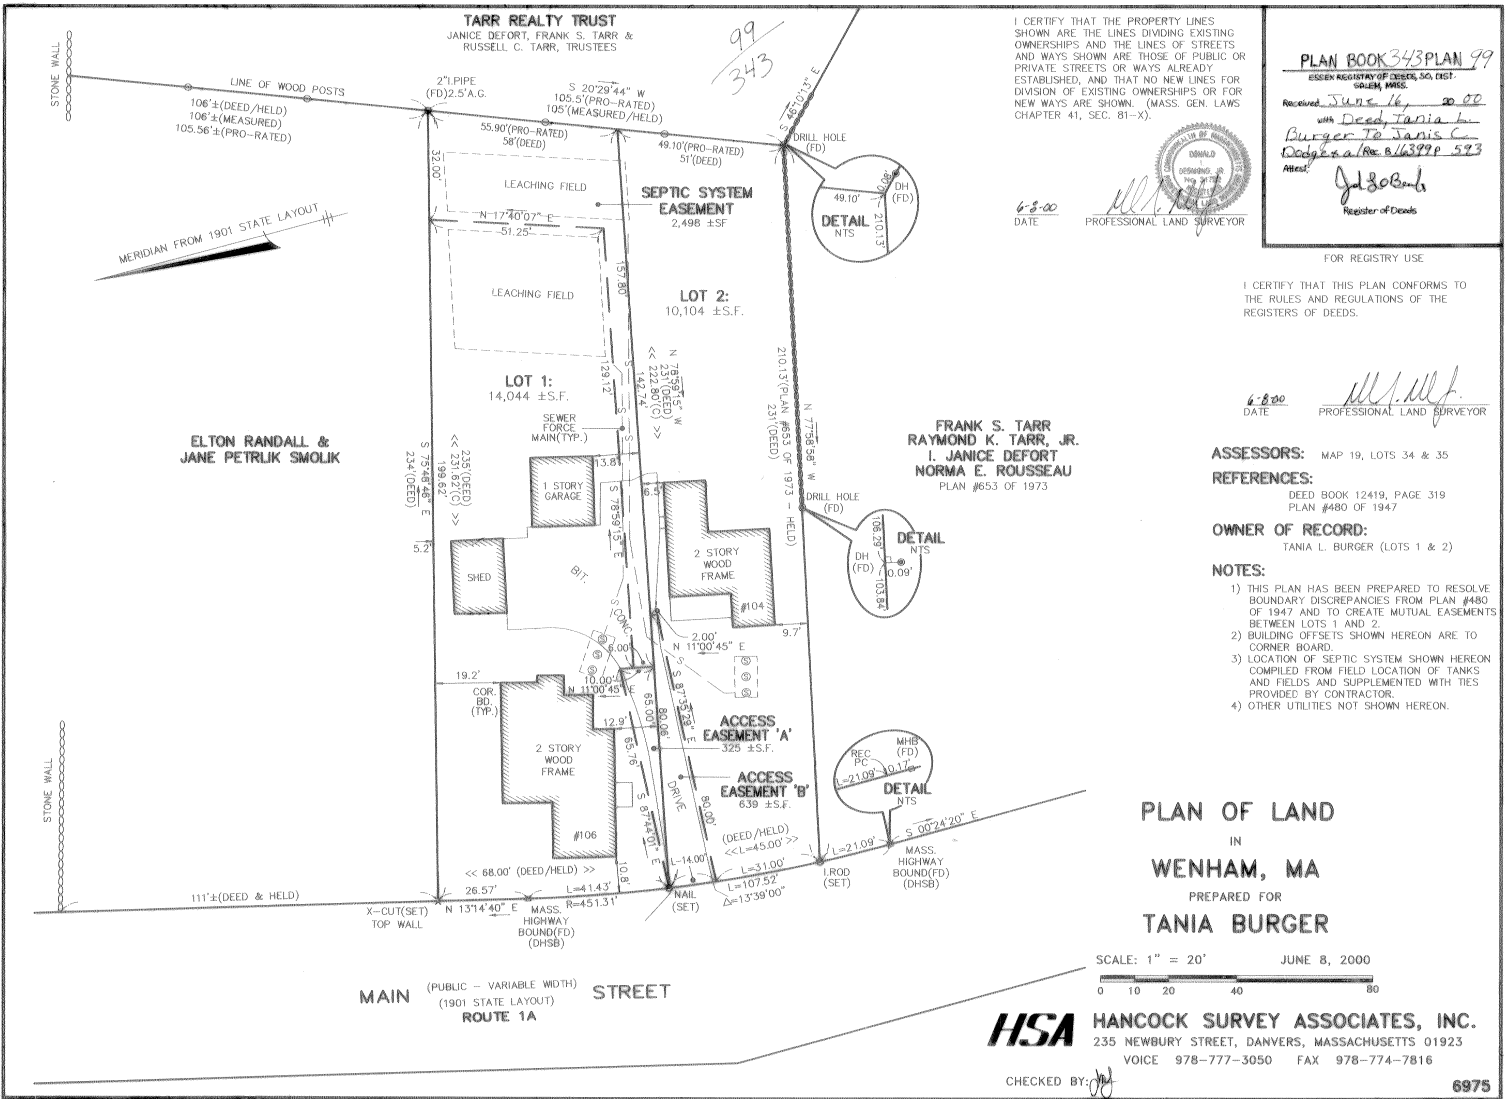 TARR REALTY TRUST
JANICE DEFORT, FRANK S. TARR &
RUSSELL C. TARR, TRUSTEES
99
343
STONE WALL
LINE OF WOOD POSTS
106'±(DEED/HELD)
106'±(MEASURED)
105.56'±(PRO-RATED)
2"I.PIPE
(FD)2.5'A.G.
S 20°29'44" W
105.5'(PRO-RATED)
105'(MEASURED/HELD)
55.90'(PRO-RATED)
58'(DEED)
49.10'(PRO-RATED)
51'(DEED)
S 46°10'13" E
DRILL HOLE
(FD)
32.00'
LEACHING FIELD
SEPTIC SYSTEM
EASEMENT
2,498 ±SF
N 17°40'07" E
51.25'
0.08'
DH
(FD)
49.10'
210.13'
DETAIL
NTS
MERIDIAN FROM 1901 STATE LAYOUT
LEACHING FIELD
157.80'
LOT 2:
10,104 ±S.F.
129.12'
S
142.74'
N 78°59'15" W
231'(DEED)
<< 222.80'(C) >>
N 77°58'58" W
210.13'(PLAN #653 OF 1973 - HELD)
231'(DEED)
LOT 1:
14,044 ±S.F.
SEWER
FORCE
MAIN(TYP.)
S
ELTON RANDALL &
JANE PETRLIK SMOLIK
S 75°48'46" E
199.62'
234'(DEED)
235'(DEED)
<< 231.62'(C) >>
13.8'
1 STORY
GARAGE
6.5'
S 78°59'15" E
FRANK S. TARR
RAYMOND K. TARR, JR.
I. JANICE DEFORT
NORMA E. ROUSSEAU
PLAN #653 OF 1973
DRILL HOLE
(FD)
106.29'
DH
(FD)
0.09'
103.84'
DETAIL
NTS
5.2'
SHED
BIT.
CONC.
2 STORY
WOOD
FRAME
#104
9.7'
2.00'
N 11°00'45" E
6.00'
10.00'
N 11°00'45" E
19.2'
COR.
BD.
(TYP.)
12.9'
65.00'
80.06'
S 87°35'29" E
65.76'
S 87°44'01" E
80.00'
DRIVE
2 STORY
WOOD
FRAME
#106
10.8'
ACCESS
EASEMENT 'A'
325 ±S.F.
ACCESS
EASEMENT 'B'
639 ±S.F.
REC
PC
MHB
(FD)
L=21.09'
0.17'
DETAIL
NTS
STONE WALL
<< 68.00' (DEED/HELD) >>
(DEED/HELD)
<<L=45.00'>>
L=14.00'
L=31.00'
L=21.09'
S 00°24'20" E
111'±(DEED & HELD)
26.57'
L=41.43'
R=451.31'
L=107.52'
Δ=13°39'00"
X-CUT(SET)
TOP WALL
N 13°14'40" E
MASS.
HIGHWAY
BOUND(FD)
(DHSB)
NAIL
(SET)
I.ROD
(SET)
MASS.
HIGHWAY
BOUND(FD)
(DHSB)
MAIN (PUBLIC - VARIABLE WIDTH) STREET
(1901 STATE LAYOUT)
ROUTE 1A
I CERTIFY THAT THE PROPERTY LINES
SHOWN ARE THE LINES DIVIDING EXISTING
OWNERSHIPS AND THE LINES OF STREETS
AND WAYS SHOWN ARE THOSE OF PUBLIC OR
PRIVATE STREETS OR WAYS ALREADY
ESTABLISHED, AND THAT NO NEW LINES FOR
DIVISION OF EXISTING OWNERSHIPS OR FOR
NEW WAYS ARE SHOWN. (MASS. GEN. LAWS
CHAPTER 41, SEC. 81-X).
6-8-00
DATE
PROFESSIONAL LAND SURVEYOR
PLAN BOOK 343 PLAN 99
ESSEX REGISTRY OF DEEDS, SO. DIST.
SALEM, MASS.
Received June 16, 20 00
with Deed, Tania L.
Burger To Janis C.
Dodge et al Rec. B 16399 P 593
Attest:
Register of Deeds
FOR REGISTRY USE
I CERTIFY THAT THIS PLAN CONFORMS TO
THE RULES AND REGULATIONS OF THE
REGISTERS OF DEEDS.
6-8-00
DATE
PROFESSIONAL LAND SURVEYOR
ASSESSORS: MAP 19, LOTS 34 & 35
REFERENCES:
DEED BOOK 12419, PAGE 319
PLAN #480 OF 1947
OWNER OF RECORD:
TANIA L. BURGER (LOTS 1 & 2)
NOTES:
1) THIS PLAN HAS BEEN PREPARED TO RESOLVE
BOUNDARY DISCREPANCIES FROM PLAN #480
OF 1947 AND TO CREATE MUTUAL EASEMENTS
BETWEEN LOTS 1 AND 2.
2) BUILDING OFFSETS SHOWN HEREON ARE TO
CORNER BOARD.
3) LOCATION OF SEPTIC SYSTEM SHOWN HEREON
COMPILED FROM FIELD LOCATION OF TANKS
AND FIELDS AND SUPPLEMENTED WITH TIES
PROVIDED BY CONTRACTOR.
4) OTHER UTILITIES NOT SHOWN HEREON.
PLAN OF LAND
IN
WENHAM, MA
PREPARED FOR
TANIA BURGER
SCALE: 1" = 20' JUNE 8, 2000
0 10 20 40 80
HSA HANCOCK SURVEY ASSOCIATES, INC.
235 NEWBURY STREET, DANVERS, MASSACHUSETTS 01923
VOICE 978-777-3050 FAX 978-774-7816
CHECKED BY:
6975